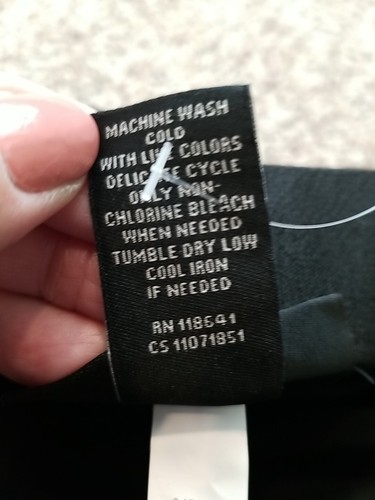 MACHINE WASH
COLD
WITH LIKE COLORS
DELICATE CYCLE
ONLY NON-
CHLORINE BLEACH
WHEN NEEDED
TUMBLE DRY LOW
COOL IRON
IF NEEDED
RN 118641
CS 11071851